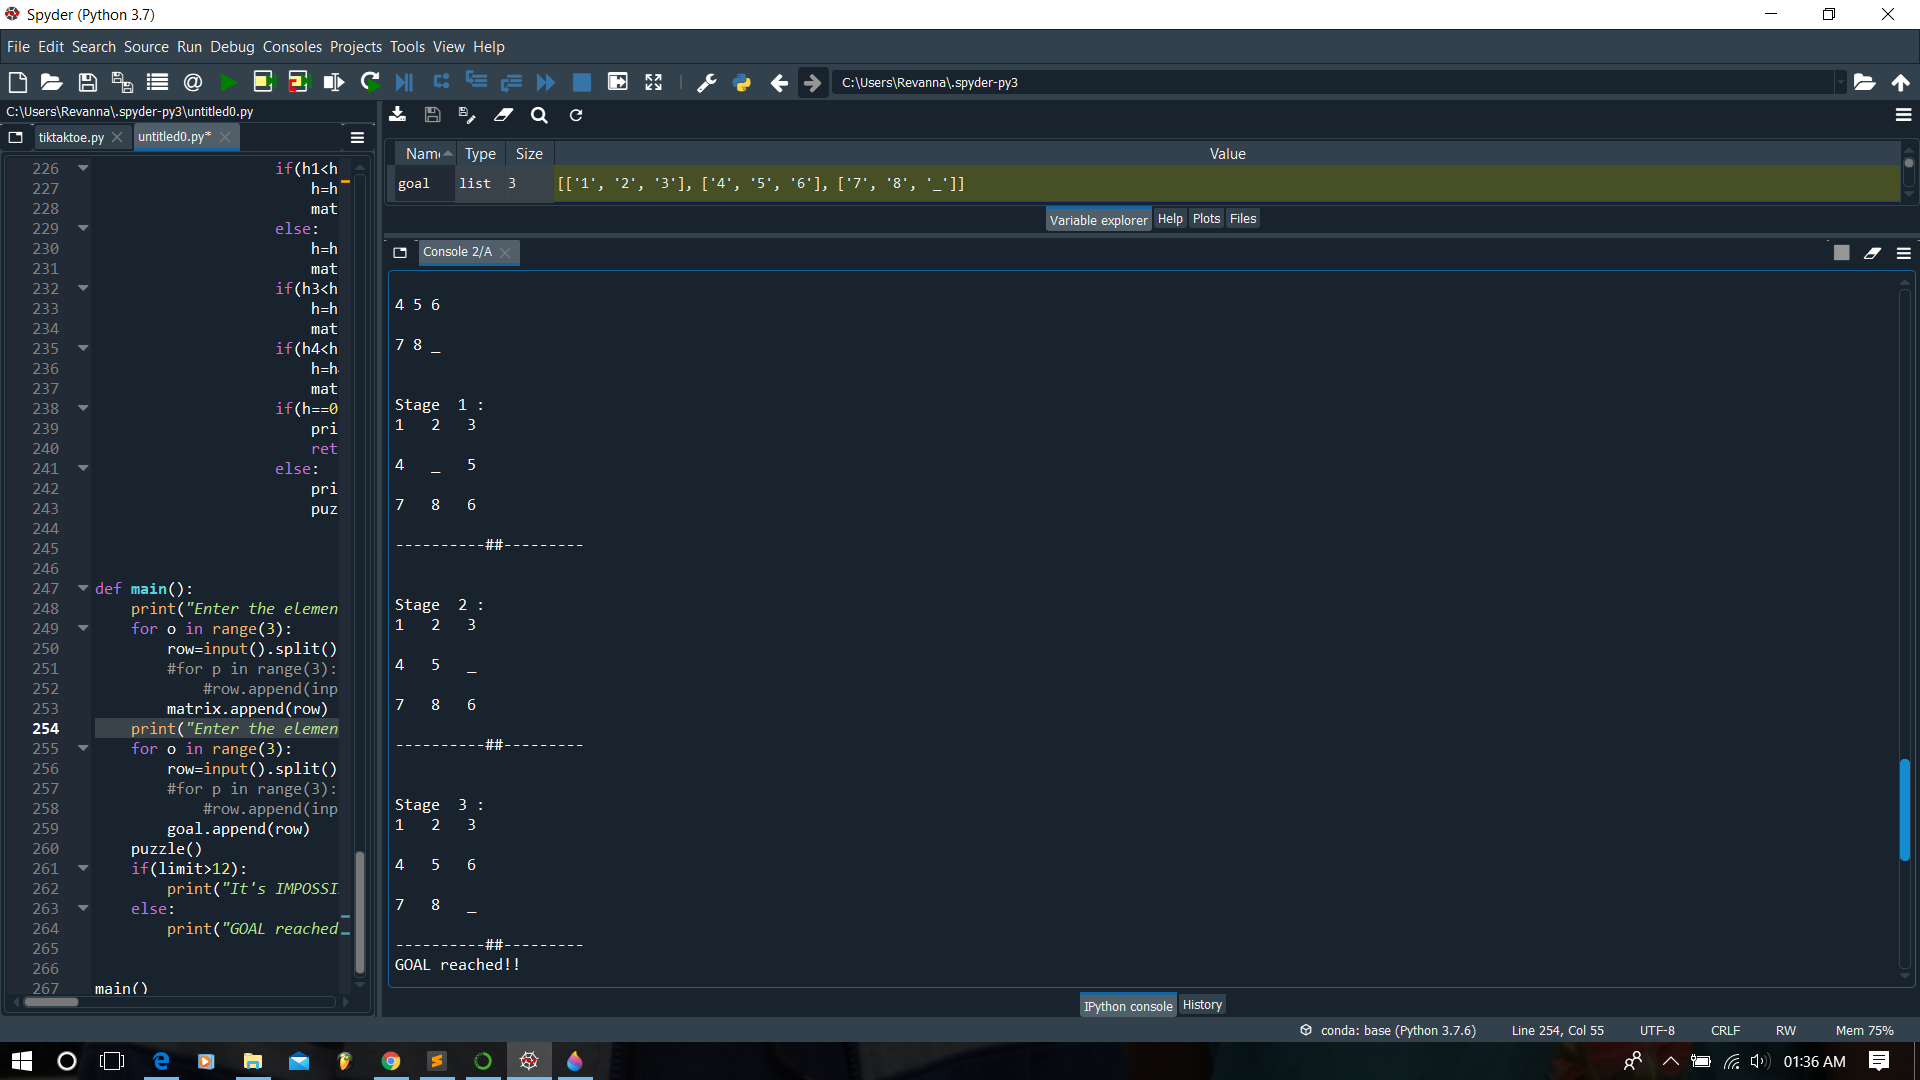 Spyder (Python 3.7)
File Edit Search Source Run Debug Consoles Projects Tools View Help
C:\Users\Revanna\.spyder-py3
C:\Users\Revanna\.spyder-py3\untitled0.py
tiktaktoe.py
untitled0.py*
226 if(h1<h
227 h=h
228 mat
229 else:
230 h=h
231 mat
232 if(h3<h
233 h=h
234 mat
235 if(h4<h
236 h=h
237 mat
238 if(h==0
239 pri
240 ret
241 else:
242 pri
243 puz
244
245
246
247 def main():
248 print("Enter the elemen
249 for o in range(3):
250 row=input().split()
251 #for p in range(3):
252 #row.append(inp
253 matrix.append(row)
254 print("Enter the elemen
255 for o in range(3):
256 row=input().split()
257 #for p in range(3):
258 #row.append(inp
259 goal.append(row)
260 puzzle()
261 if(limit>12):
262 print("It's IMPOSSI
263 else:
264 print("GOAL reached
265
266
267 main()
Name Type Size Value
goal list 3 [['1', '2', '3'], ['4', '5', '6'], ['7', '8', '_']]
Variable explorer Help Plots Files
Console 2/A
4 5 6
7 8 _
Stage 1 :
1 2 3
4 _ 5
7 8 6
----------##---------
Stage 2 :
1 2 3
4 5 _
7 8 6
----------##---------
Stage 3 :
1 2 3
4 5 6
7 8 _
----------##---------
GOAL reached!!
IPython console History
conda: base (Python 3.7.6) Line 254, Col 55 UTF-8 CRLF RW Mem 75%
01:36 AM